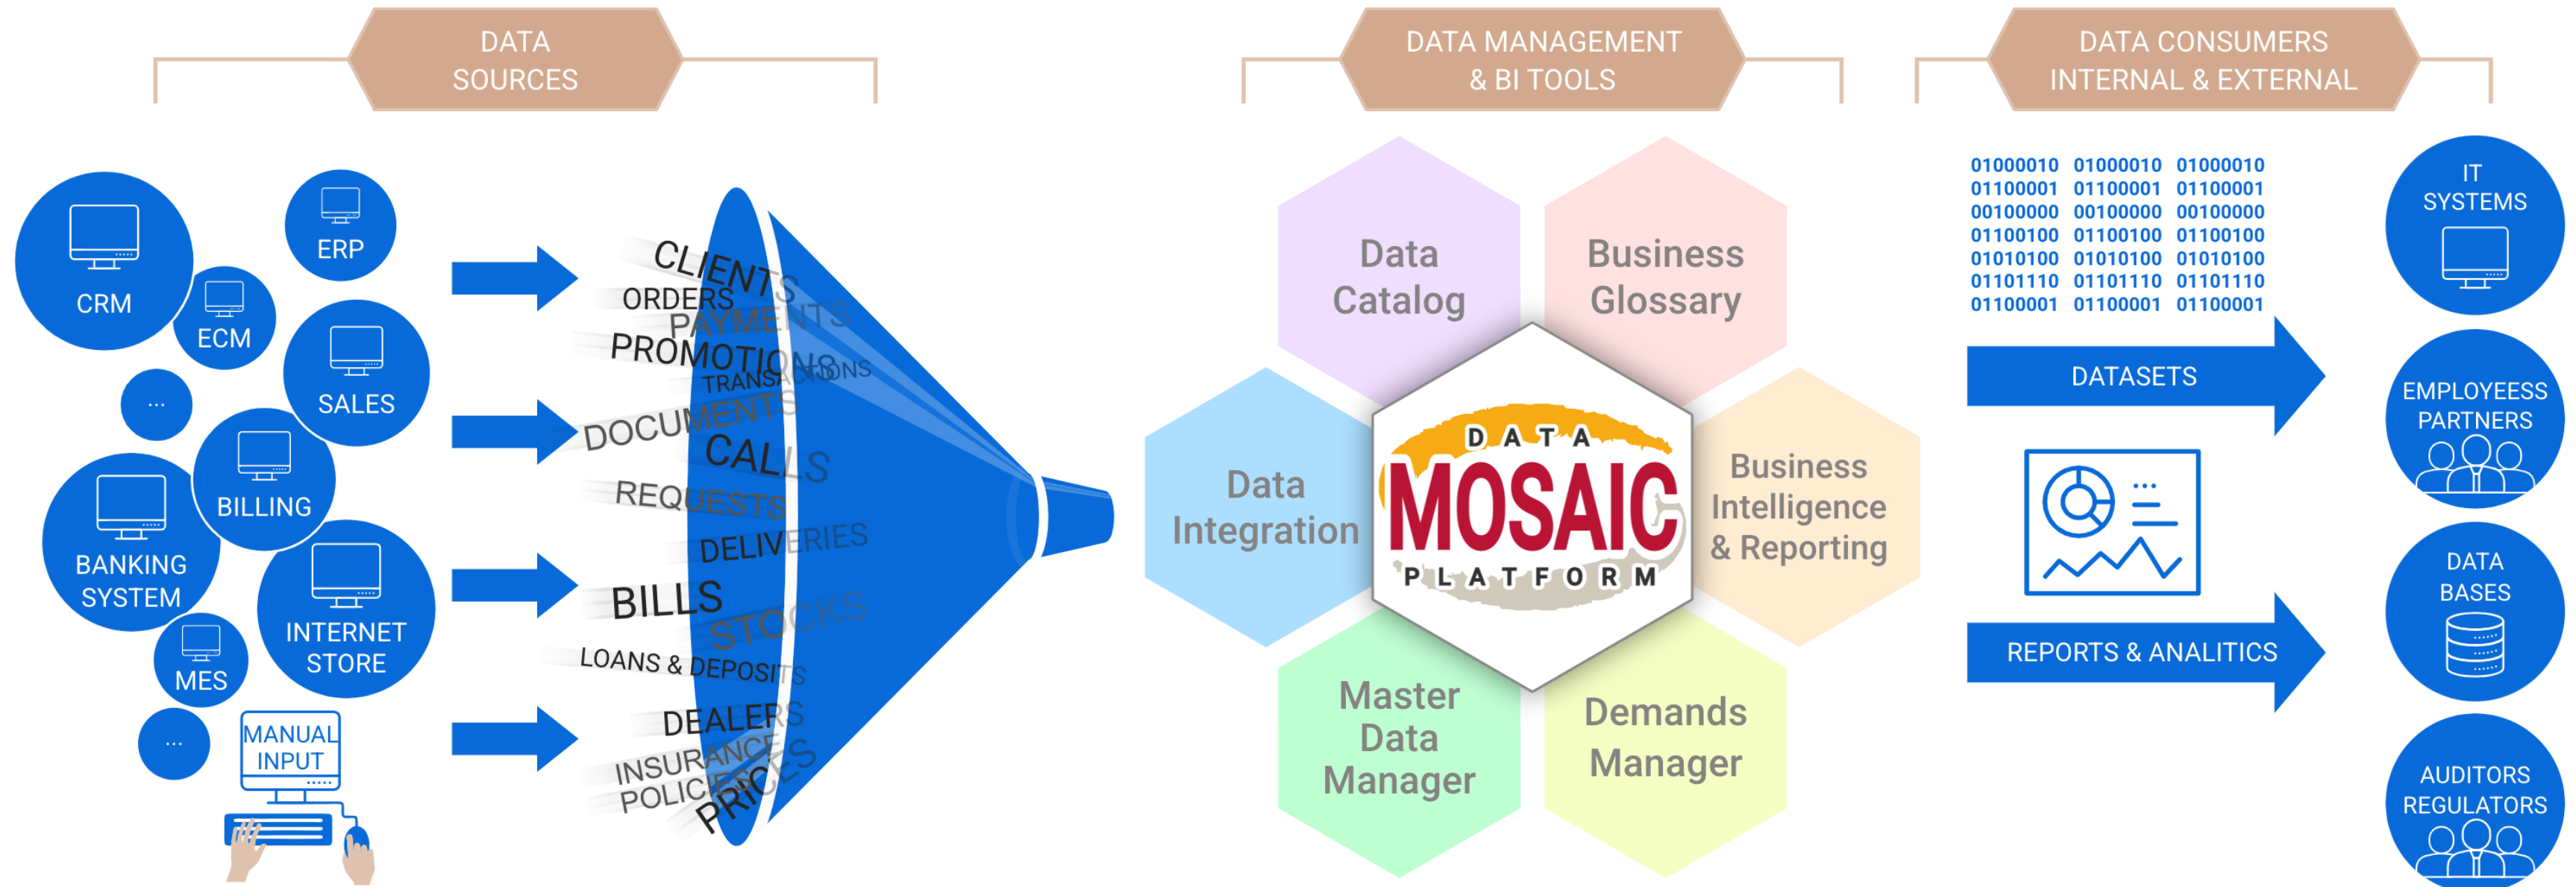 DATA
SOURCES
DATA MANAGEMENT
& BI TOOLS
DATA CONSUMERS
INTERNAL & EXTERNAL
CRM
ERP
ECM
SALES
...
BILLING
BANKING
SYSTEM
INTERNET
STORE
MES
...
MANUAL
INPUT
CLIENTS
ORDERS
PAYMENTS
PROMOTIONS
TRANSACTIONS
DOCUMENTS
CALLS
REQUESTS
DELIVERIES
BILLS
STOCKS
LOANS & DEPOSITS
DEALERS
INSURANCE
POLICIES
PRICES
Data
Catalog
Business
Glossary
Data
Integration
DATA
MOSAIC
PLATFORM
Business
Intelligence
& Reporting
Master
Data
Manager
Demands
Manager
01000010 01000010 01000010
01100001 01100001 01100001
00100000 00100000 00100000
01100100 01100100 01100100
01010100 01010100 01010100
01101110 01101110 01101110
01100001 01100001 01100001
DATASETS
...
REPORTS & ANALITICS
IT
SYSTEMS
EMPLOYEESS
PARTNERS
DATA
BASES
AUDITORS
REGULATORS